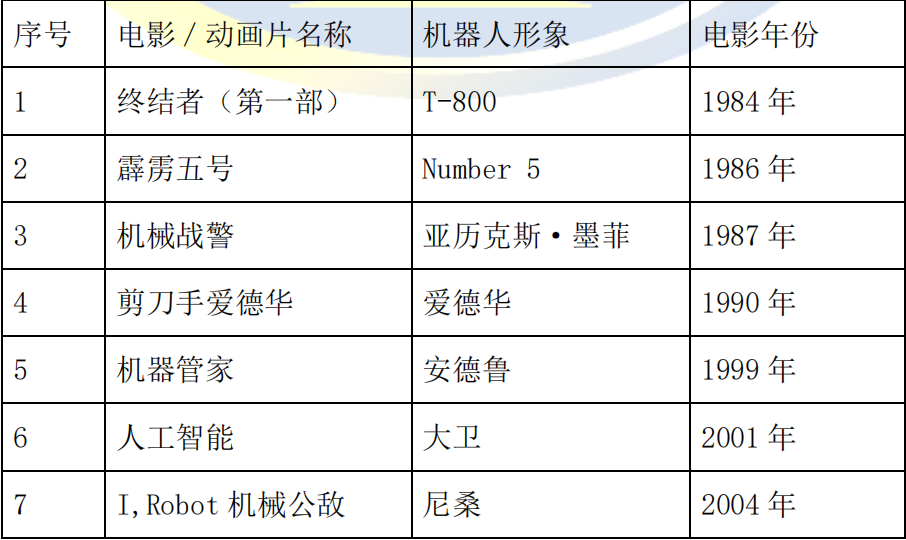 序号 电影／动画片名称 机器人形象 电影年份
1 终结者（第一部） T-800 1984 年
2 霹雳五号 Number 5 1986 年
3 机械战警 亚历克斯·墨菲 1987 年
4 剪刀手爱德华 爱德华 1990 年
5 机器管家 安德鲁 1999 年
6 人工智能 大卫 2001 年
7 I,Robot 机械公敌 尼桑 2004 年